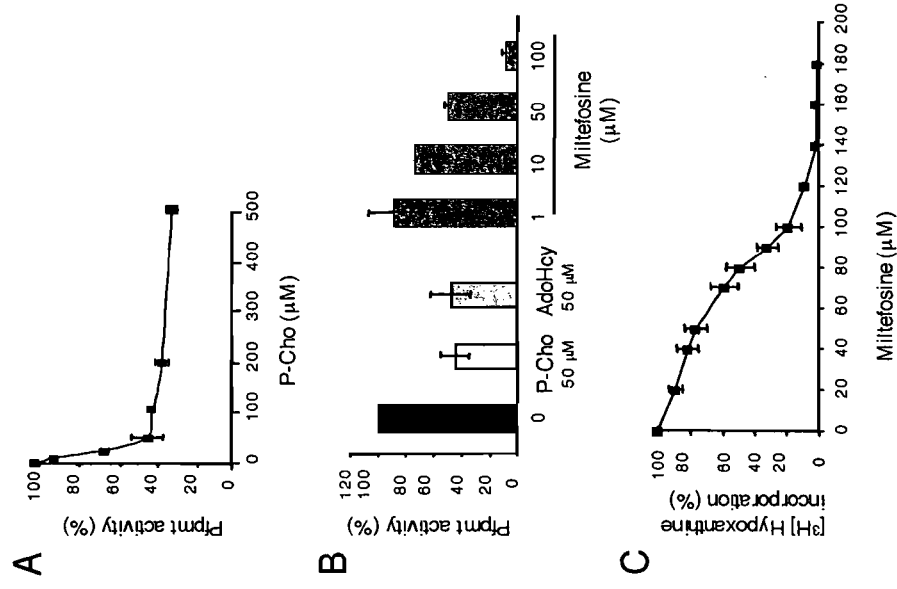 A
Pfpmt activity (%)
100
80
60
40
20
0
0 100 200 300 400 500
P-Cho (µM)
B
Pfpmt activity (%)
120
100
80
60
40
20
0
0 P-Cho AdoHcy 1 10 50 100
50 µM 50 µM
Miltefosine
(µM)
C
[³H] Hypoxanthine
incorporation (%)
100
80
60
40
20
0
0 20 40 60 80 100 120 140 160 180 200
Miltefosine (µM)